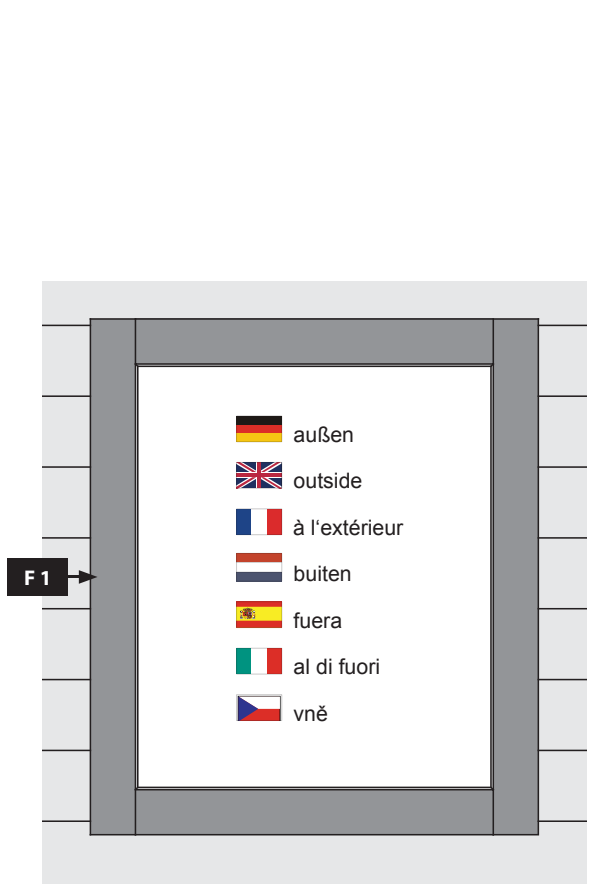 außen
outside
à l‘extérieur
F 1
buiten
fuera
al di fuori
vně